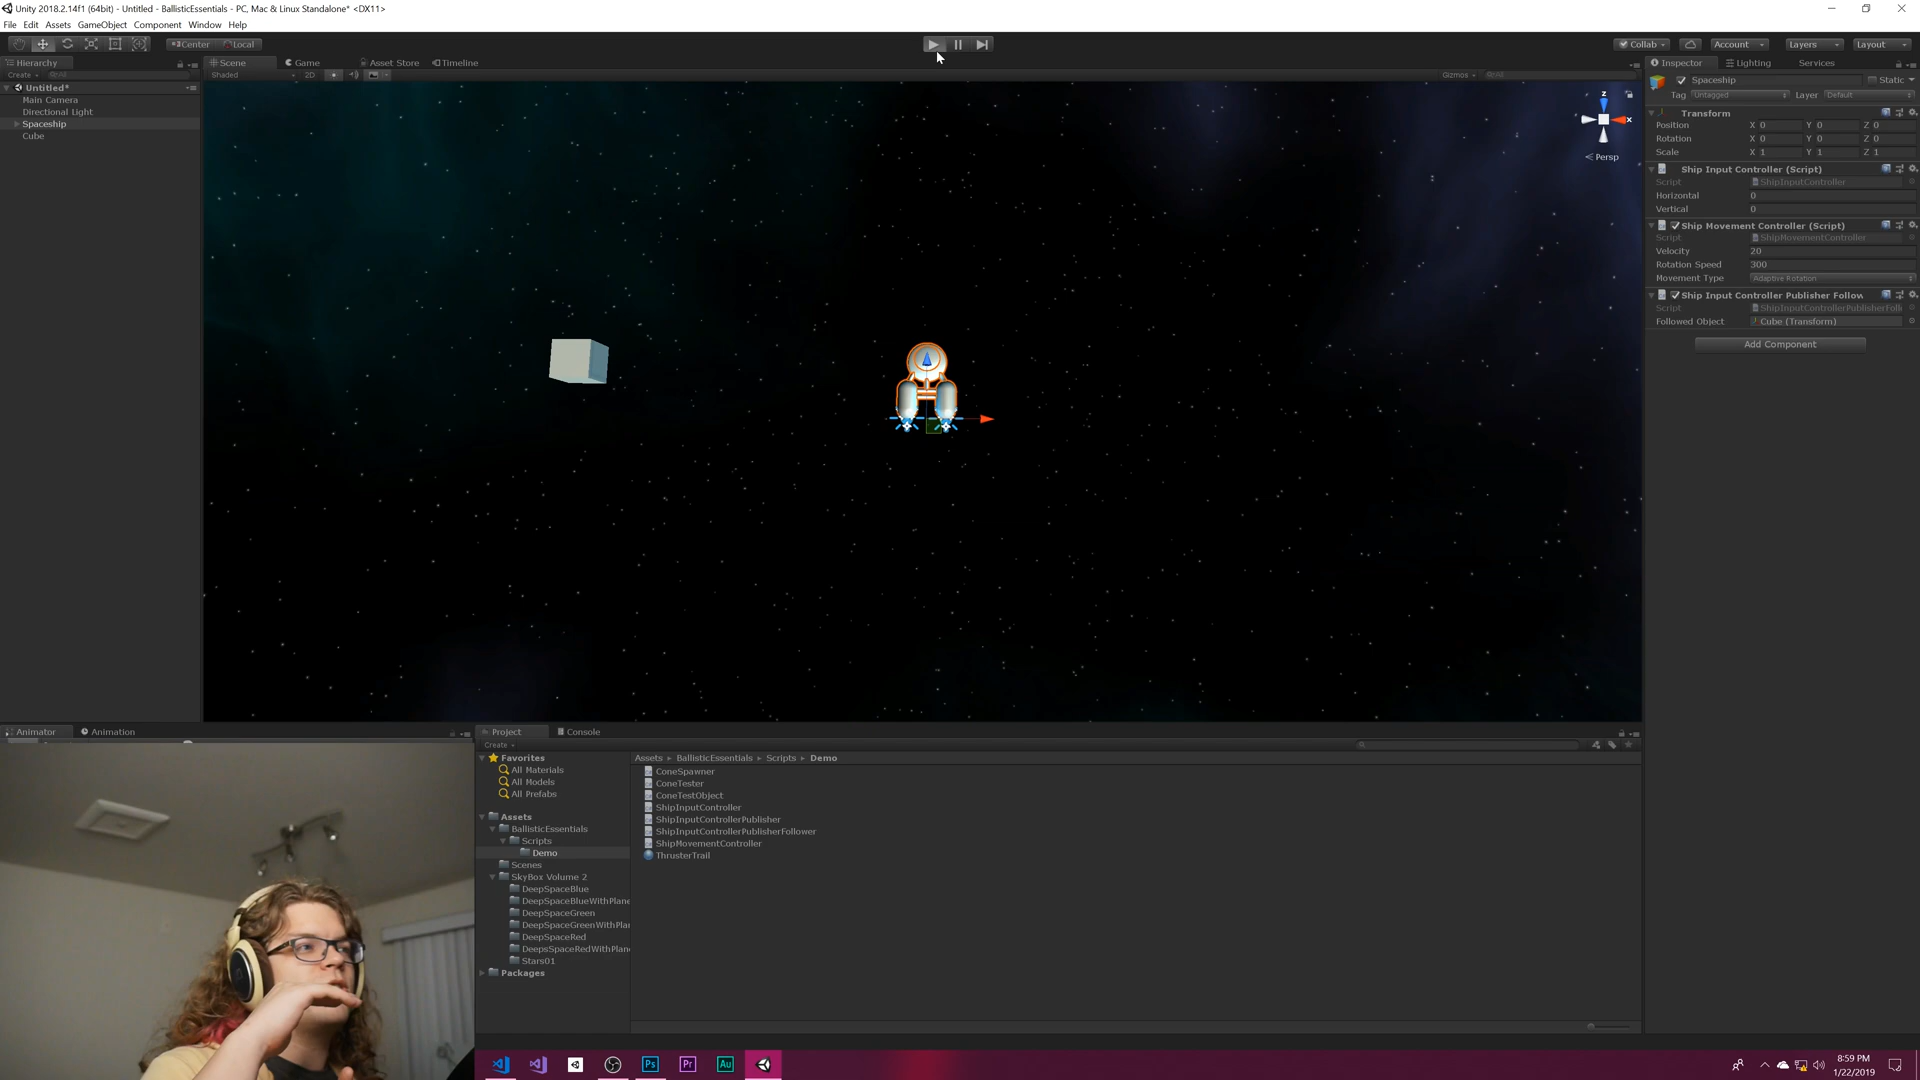 Unity 2018.2.14f1 (64bit) - Untitled - BallisticEssentials - PC, Mac & Linux Standalone* <DX11>
File Edit Assets GameObject Component Window Help
Center Local
Collab Account Layers Layout
Hierarchy
Create All
Untitled*
Main Camera
Directional Light
Spaceship
Cube
Scene Game Asset Store Timeline
Shaded 2D Gizmos All
z
x
Persp
Inspector Lighting Services
Spaceship Static
Tag Untagged Layer Default
Transform
Position X 0 Y 0 Z 0
Rotation X 0 Y 0 Z 0
Scale X 1 Y 1 Z 1
Ship Input Controller (Script)
Script ShipInputController
Horizontal 0
Vertical 0
Ship Movement Controller (Script)
Script ShipMovementController
Velocity 20
Rotation Speed 300
Movement Type Adaptive Rotation
Ship Input Controller Publisher Follow
Script ShipInputControllerPublisherFoll
Followed Object Cube (Transform)
Add Component
Animator Animation
Project Console
Create
Favorites
All Materials
All Models
All Prefabs
Assets
BallisticEssentials
Scripts
Demo
Scenes
SkyBox Volume 2
DeepSpaceBlue
DeepSpaceBlueWithPlane
DeepSpaceGreen
DeepSpaceGreenWithPlan
DeepSpaceRed
DeepsSpaceRedWithPlane
Stars01
Packages
Assets BallisticEssentials Scripts Demo
ConeSpawner
ConeTester
ConeTestObject
ShipInputController
ShipInputControllerPublisher
ShipInputControllerPublisherFollower
ShipMovementController
ThrusterTrail
Ps Pr Au
8:59 PM
1/22/2019